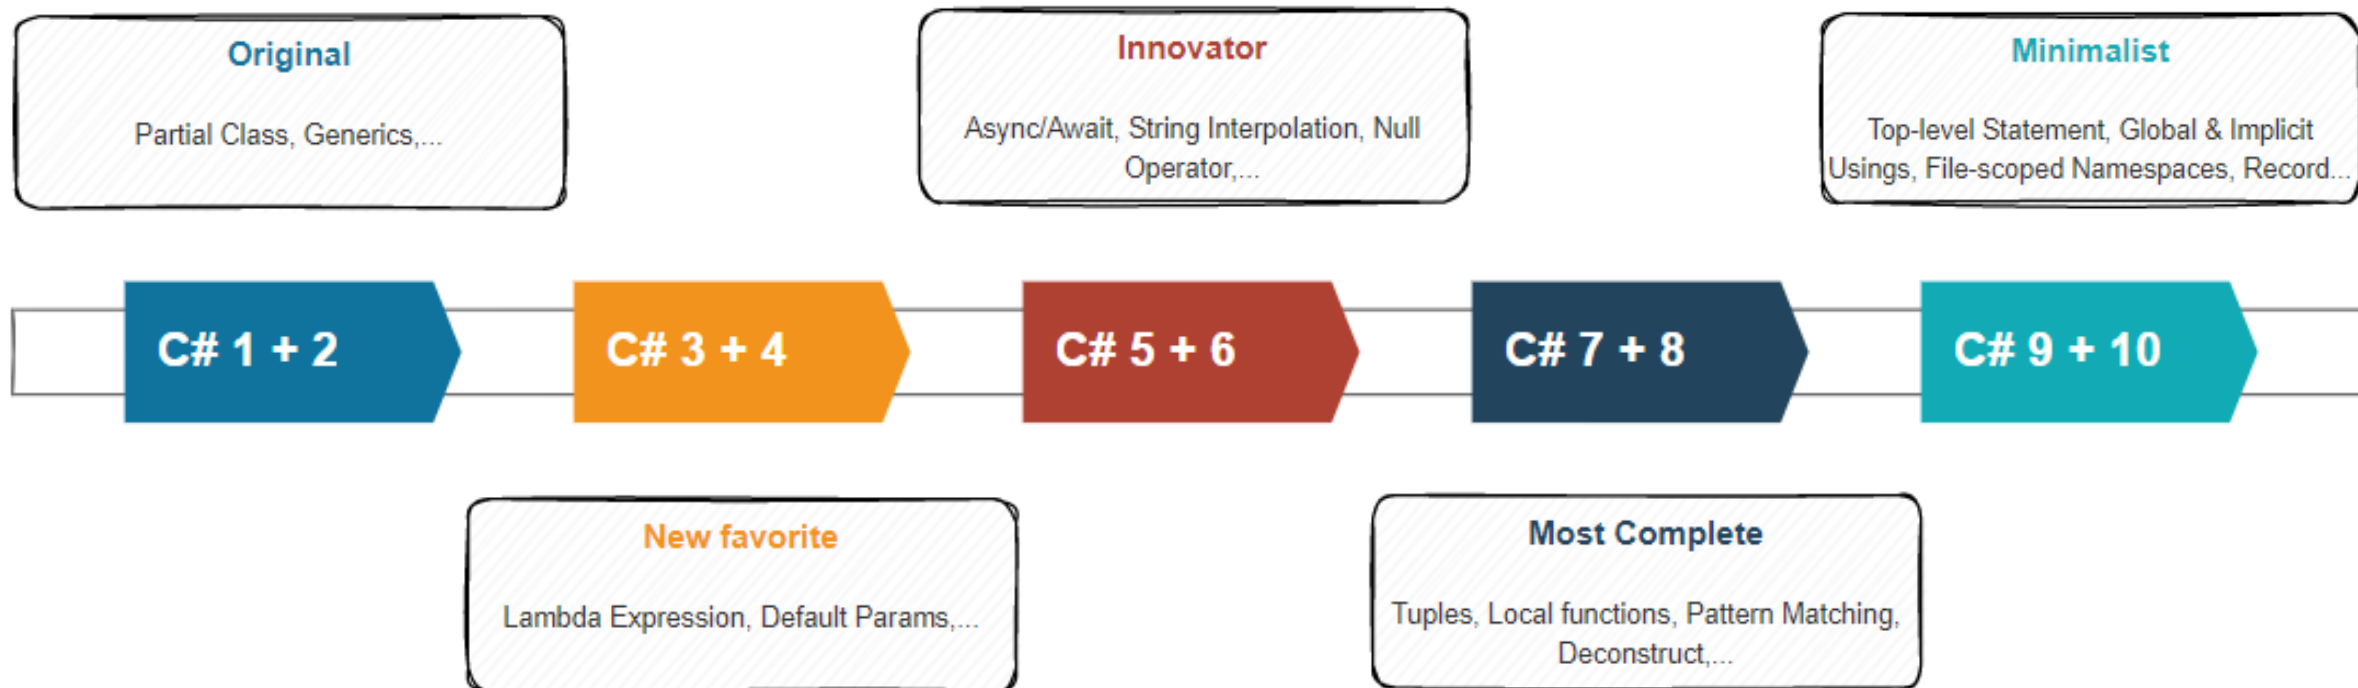 Original
Partial Class, Generics,...
Innovator
Async/Await, String Interpolation, Null
Operator,...
Minimalist
Top-level Statement, Global & Implicit
Usings, File-scoped Namespaces, Record...
C# 1 + 2
C# 3 + 4
C# 5 + 6
C# 7 + 8
C# 9 + 10
New favorite
Lambda Expression, Default Params,...
Most Complete
Tuples, Local functions, Pattern Matching,
Deconstruct,...